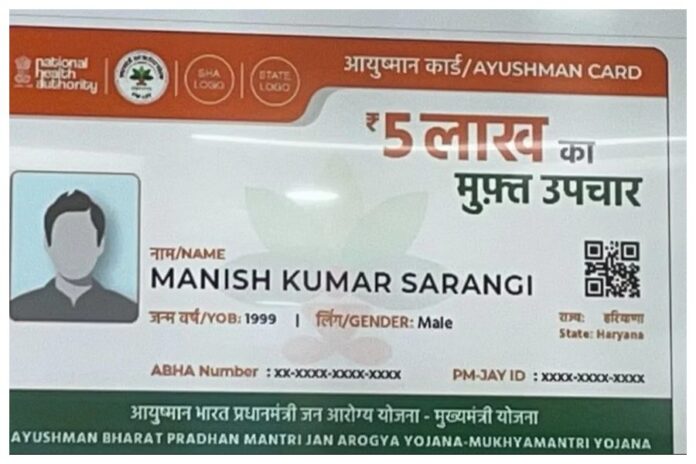 national
health
authority
SHA
LOGO
STATE
LOGO
आयुष्मान कार्ड/AYUSHMAN CARD
₹5 लाख का
मुफ़्त उपचार
नाम/NAME
MANISH KUMAR SARANGI
जन्म वर्ष/YOB: 1999 | लिंग/GENDER: Male
राज्य: हरियाणा
State: Haryana
ABHA Number : xx-xxxx-xxxx-xxxx
PM-JAY ID : xxxx-xxxx-xxxx
आयुष्मान भारत प्रधानमंत्री जन आरोग्य योजना - मुख्यमंत्री योजना
AYUSHMAN BHARAT PRADHAN MANTRI JAN AROGYA YOJANA-MUKHYAMANTRI YOJANA